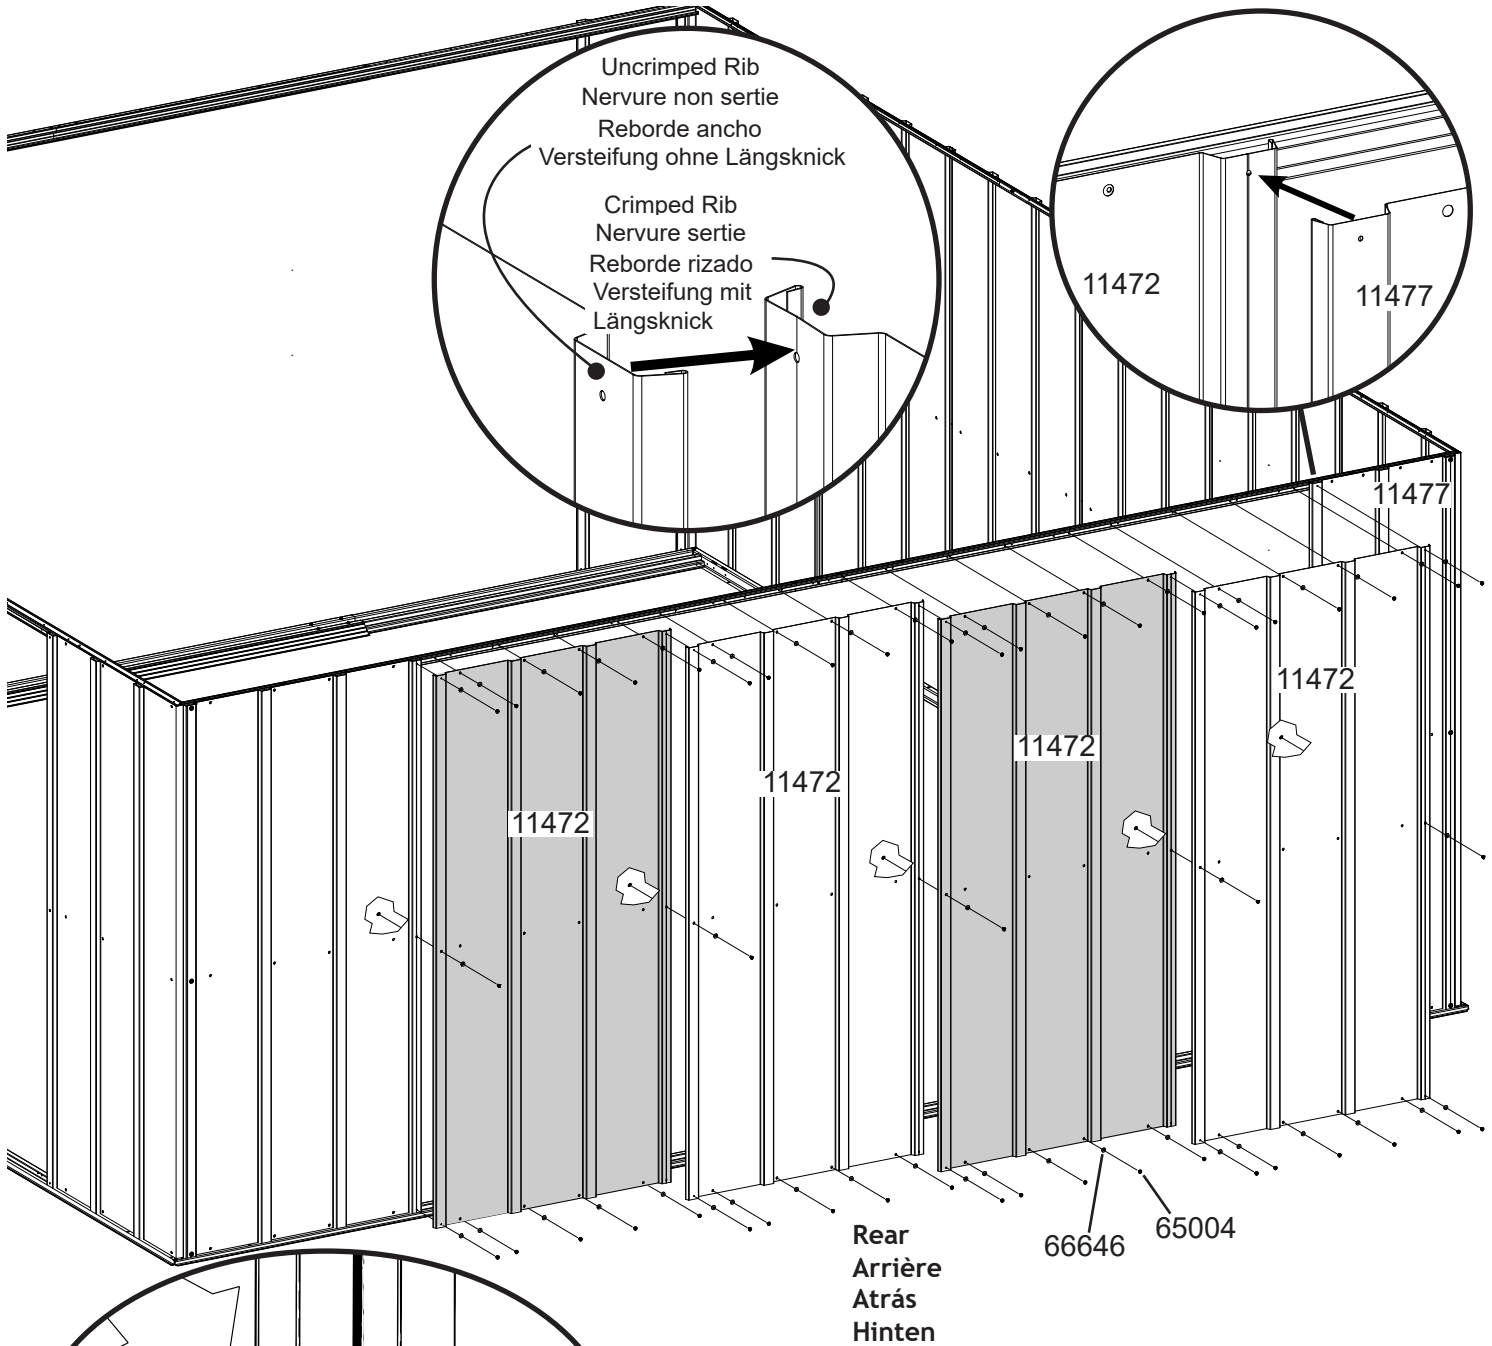 Uncrimped Rib
Nervure non sertie
Reborde ancho
Versteifung ohne Längsknick
Crimped Rib
Nervure sertie
Reborde rizado
Versteifung mit
Längsknick
11472
11477
11477
11472
11472
11472
11472
66646
65004
Rear
Arrière
Atrás
Hinten